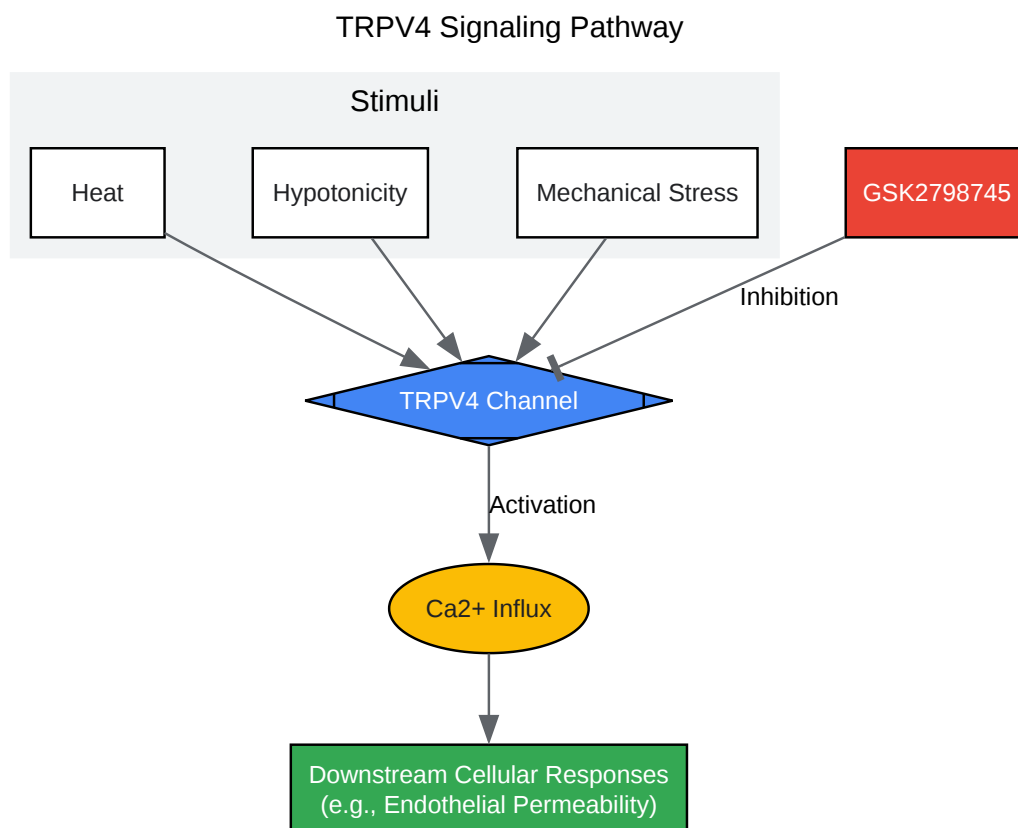 TRPV4 Signaling Pathway
Stimuli
Heat
Hypotonicity
Mechanical Stress
GSK2798745
Inhibition
TRPV4 Channel
Activation
Ca2+ Influx
Downstream Cellular Responses
(e.g., Endothelial Permeability)